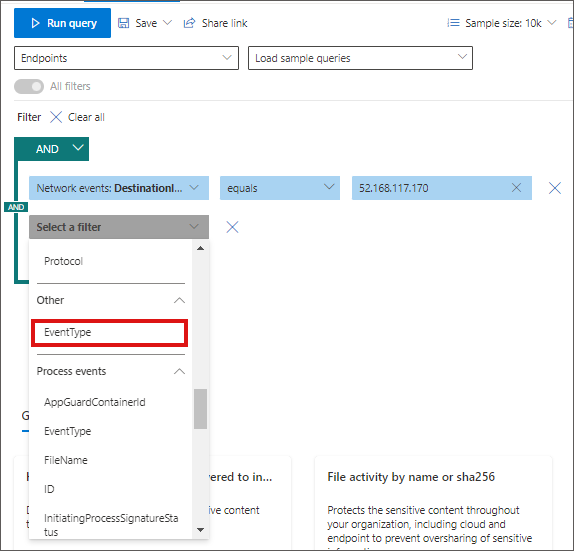 Run query Save Share link Sample size: 10k
Endpoints Load sample queries
All filters
Filter Clear all
AND
Network events: DestinationI... equals 52.168.117.170
AND
Select a filter
Protocol
Other
EventType
Process events
AppGuardContainerId
EventType
FileName
ID
InitiatingProcessSignatureSta
tus
G
vered to in...
ive content
File activity by name or sha256
Protects the sensitive content throughout
your organization, including cloud and
endpoint to prevent oversharing of sensitive